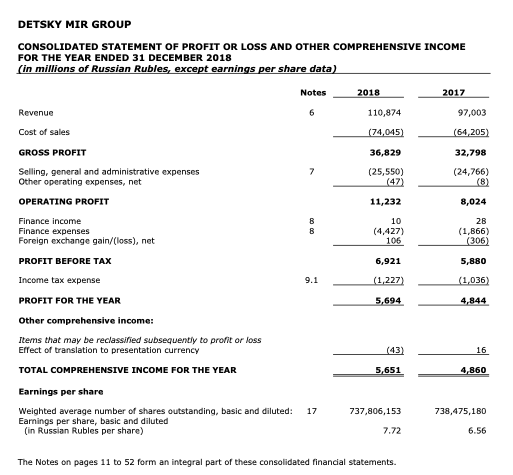 DETSKY MIR GROUP
CONSOLIDATED STATEMENT OF PROFIT OR LOSS AND OTHER COMPREHENSIVE INCOME
FOR THE YEAR ENDED 31 DECEMBER 2018
(in millions of Russian Rubles, except earnings per share data)
Notes 2018 2017
Revenue 6 110,874 97,003
Cost of sales (74,045) (64,205)
GROSS PROFIT 36,829 32,798
Selling, general and administrative expenses 7 (25,550) (24,766)
Other operating expenses, net (47) (8)
OPERATING PROFIT 11,232 8,024
Finance income 8 10 28
Finance expenses 8 (4,427) (1,866)
Foreign exchange gain/(loss), net 106 (306)
PROFIT BEFORE TAX 6,921 5,880
Income tax expense 9.1 (1,227) (1,036)
PROFIT FOR THE YEAR 5,694 4,844
Other comprehensive income:
Items that may be reclassified subsequently to profit or loss
Effect of translation to presentation currency (43) 16
TOTAL COMPREHENSIVE INCOME FOR THE YEAR 5,651 4,860
Earnings per share
Weighted average number of shares outstanding, basic and diluted: 17 737,806,153 738,475,180
Earnings per share, basic and diluted
(in Russian Rubles per share) 7.72 6.56
The Notes on pages 11 to 52 form an integral part of these consolidated financial statements.